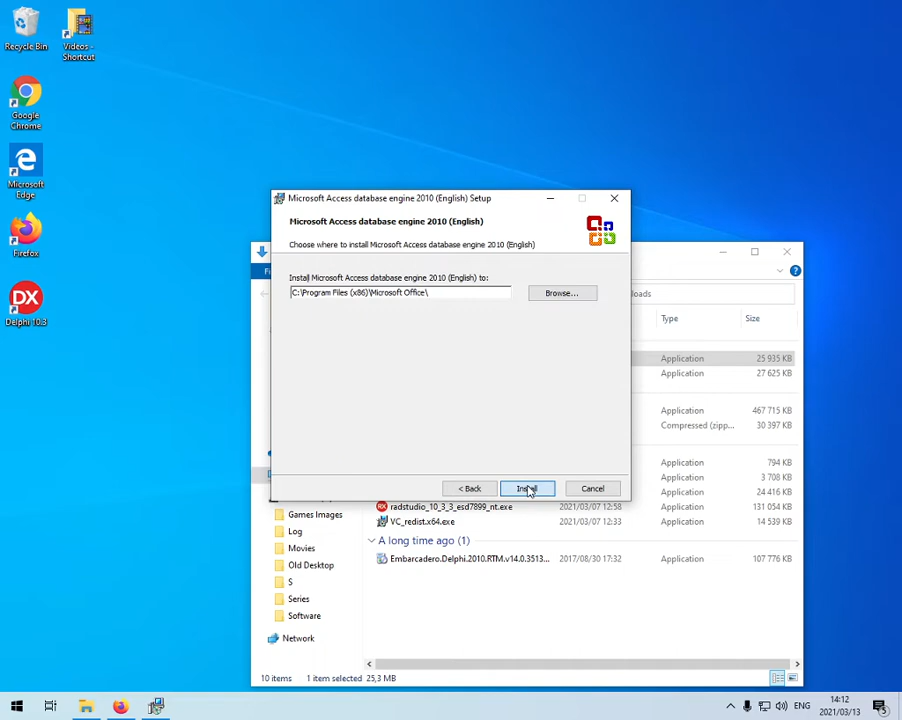 Recycle Bin
Videos -
Shortcut
Google
Chrome
Microsoft
Edge
Firefox
DX
Delphi 10.3
Microsoft Access database engine 2010 (English) Setup
Microsoft Access database engine 2010 (English)
Choose where to install Microsoft Access database engine 2010 (English)
Install Microsoft Access database engine 2010 (English) to:
C:\Program Files (x86)\Microsoft Office\
Browse...
< Back
Install
Cancel
loads
Type
Size
Application
25 935 KB
Application
27 625 KB
Application
467 715 KB
Compressed (zipp...
30 397 KB
Application
794 KB
Application
3 708 KB
Application
24 416 KB
radstudio_10_3_3_esd7899_nt.exe
2021/03/07 12:58
Application
131 054 KB
VC_redist.x64.exe
2021/03/07 12:33
Application
14 539 KB
A long time ago (1)
Embarcadero.Delphi.2010.RTM.v14.0.3513...
2017/08/30 17:32
Application
107 776 KB
Games Images
Log
Movies
Old Desktop
S
Series
Software
Network
10 items
1 item selected 25,3 MB
ENG
14:12
2021/03/13
5